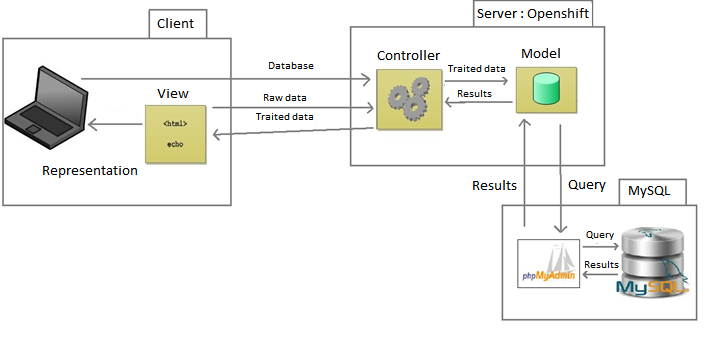 Client
Server : Openshift
Controller
Model
Database
Traited data
View
Raw data
Results
Traited data
<html>
echo
Representation
Results
Query
MySQL
Query
phpMyAdmin
Results
MySQL